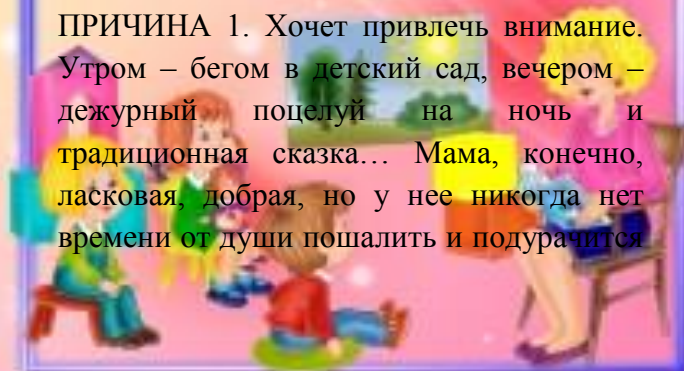 ПРИЧИНА 1. Хочет привлечь внимание.
Утром – бегом в детский сад, вечером –
дежурный поцелуй на ночь и
традиционная сказка… Мама, конечно,
ласковая, добрая, но у нее никогда нет
времени от души пошалить и подурачится